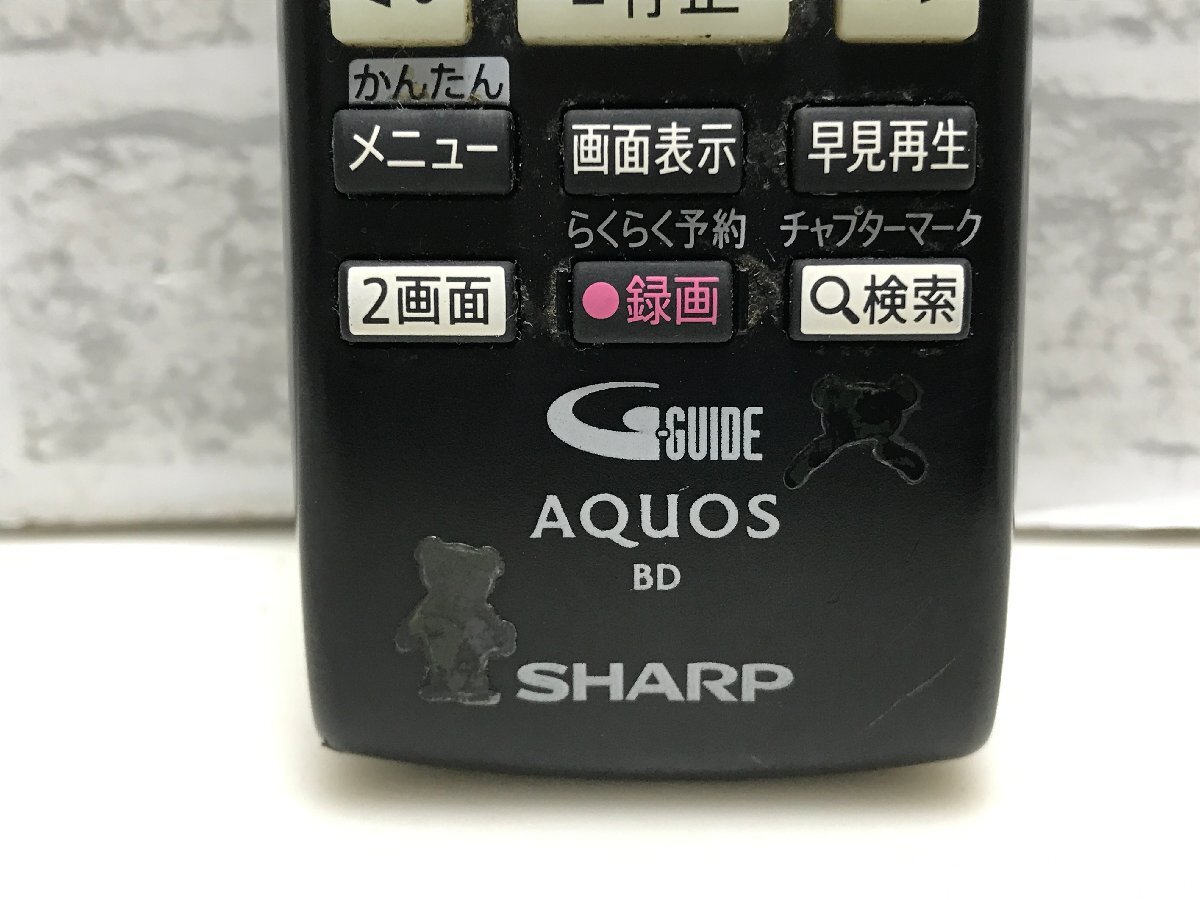 停止
かんたん
メニュー 画面表示 早見再生
らくらく予約 チャプターマーク
2画面 ●録画 検索
G-GUIDE
AQUOS
BD
SHARP